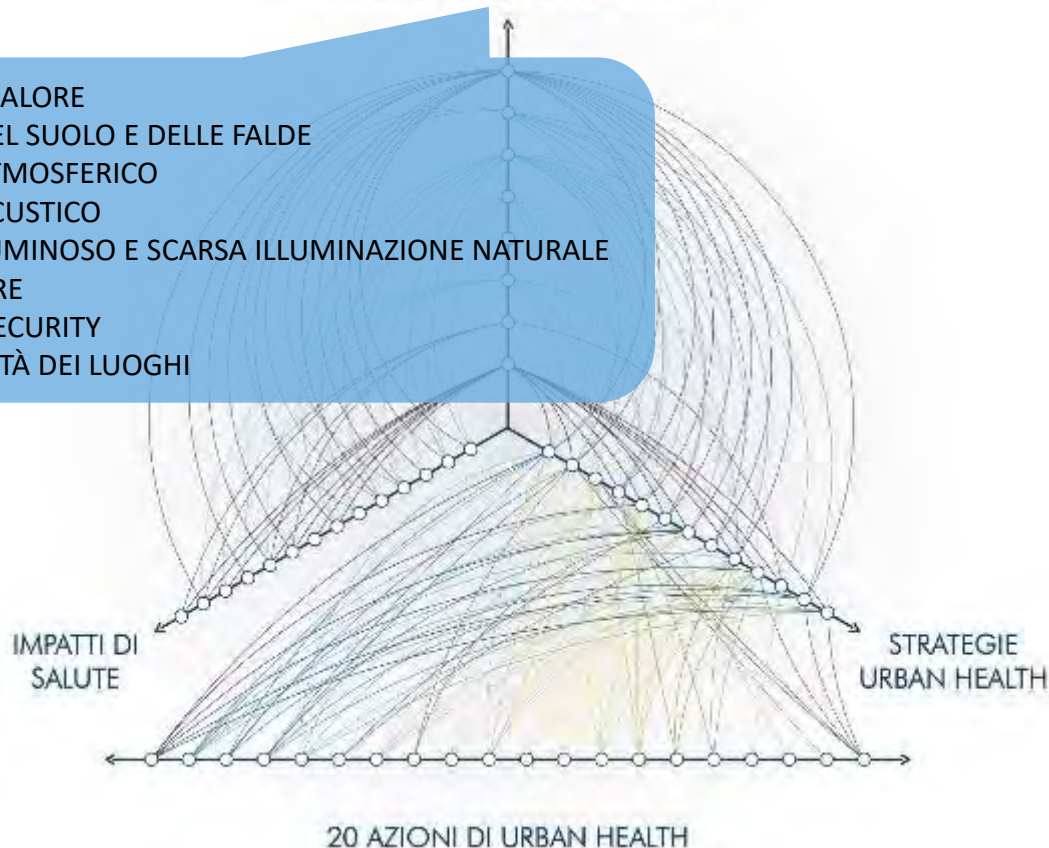 ALORE
EL SUOLO E DELLE FALDE
TMOSFERICO
CUSTICO
UMINOSO E SCARSA ILLUMINAZIONE NATURALE
RE
ECURITY
TÀ DEI LUOGHI
IMPATTI DI
SALUTE
STRATEGIE
URBAN HEALTH
20 AZIONI DI URBAN HEALTH